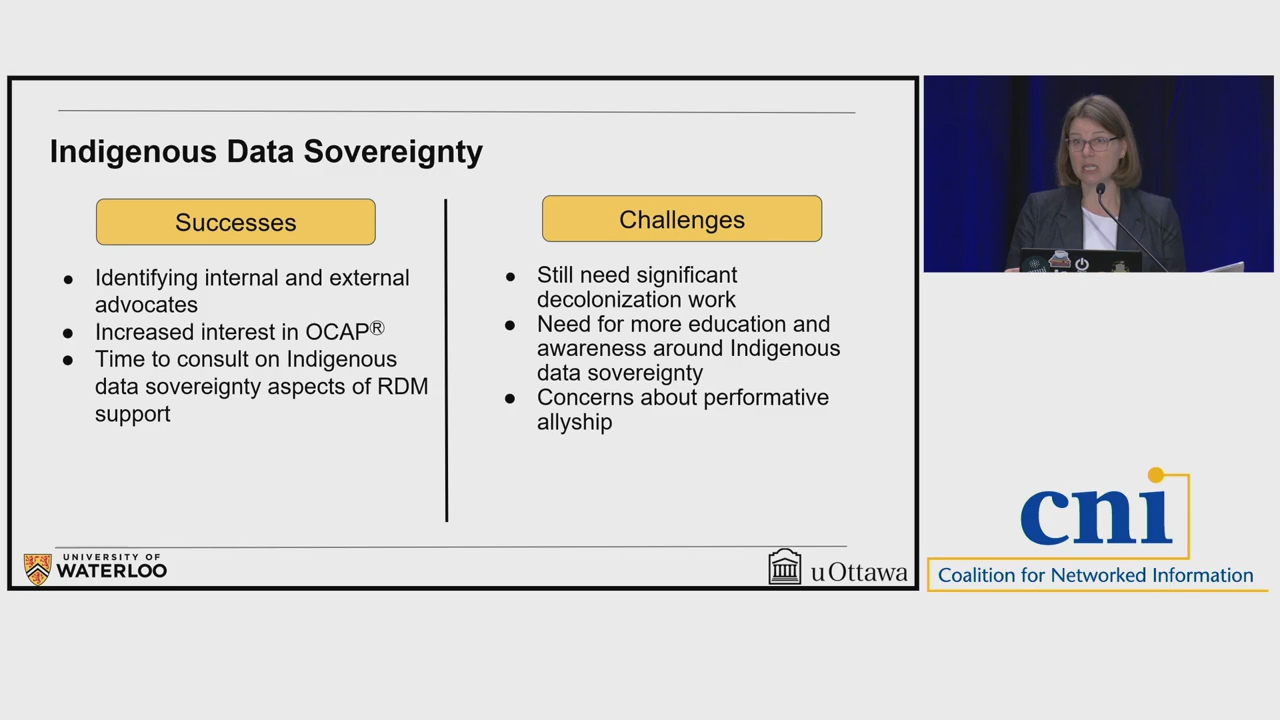 Indigenous Data Sovereignty
Successes
Identifying internal and external
advocates
Increased interest in OCAP®
Time to consult on Indigenous
data sovereignty aspects of RDM
support
Challenges
Still need significant
decolonization work
Need for more education and
awareness around Indigenous
data sovereignty
Concerns about performative
allyship
UNIVERSITY OF
WATERLOO
uOttawa
cni
Coalition for Networked Information